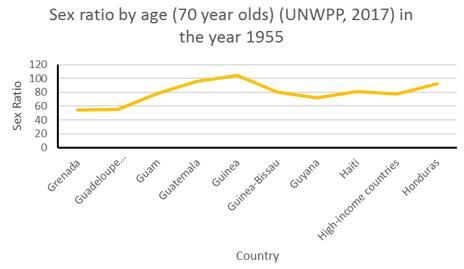 Sex ratio by age (70 year olds) (UNWPP, 2017) in
the year 1955
120
100
80
60
40
20
0
Sex Ratio
Grenada
Guadeloupe...
Guam
Guatemala
Guinea
Guinea-Bissau
Guyana
Haiti
High-income countries
Honduras
Country